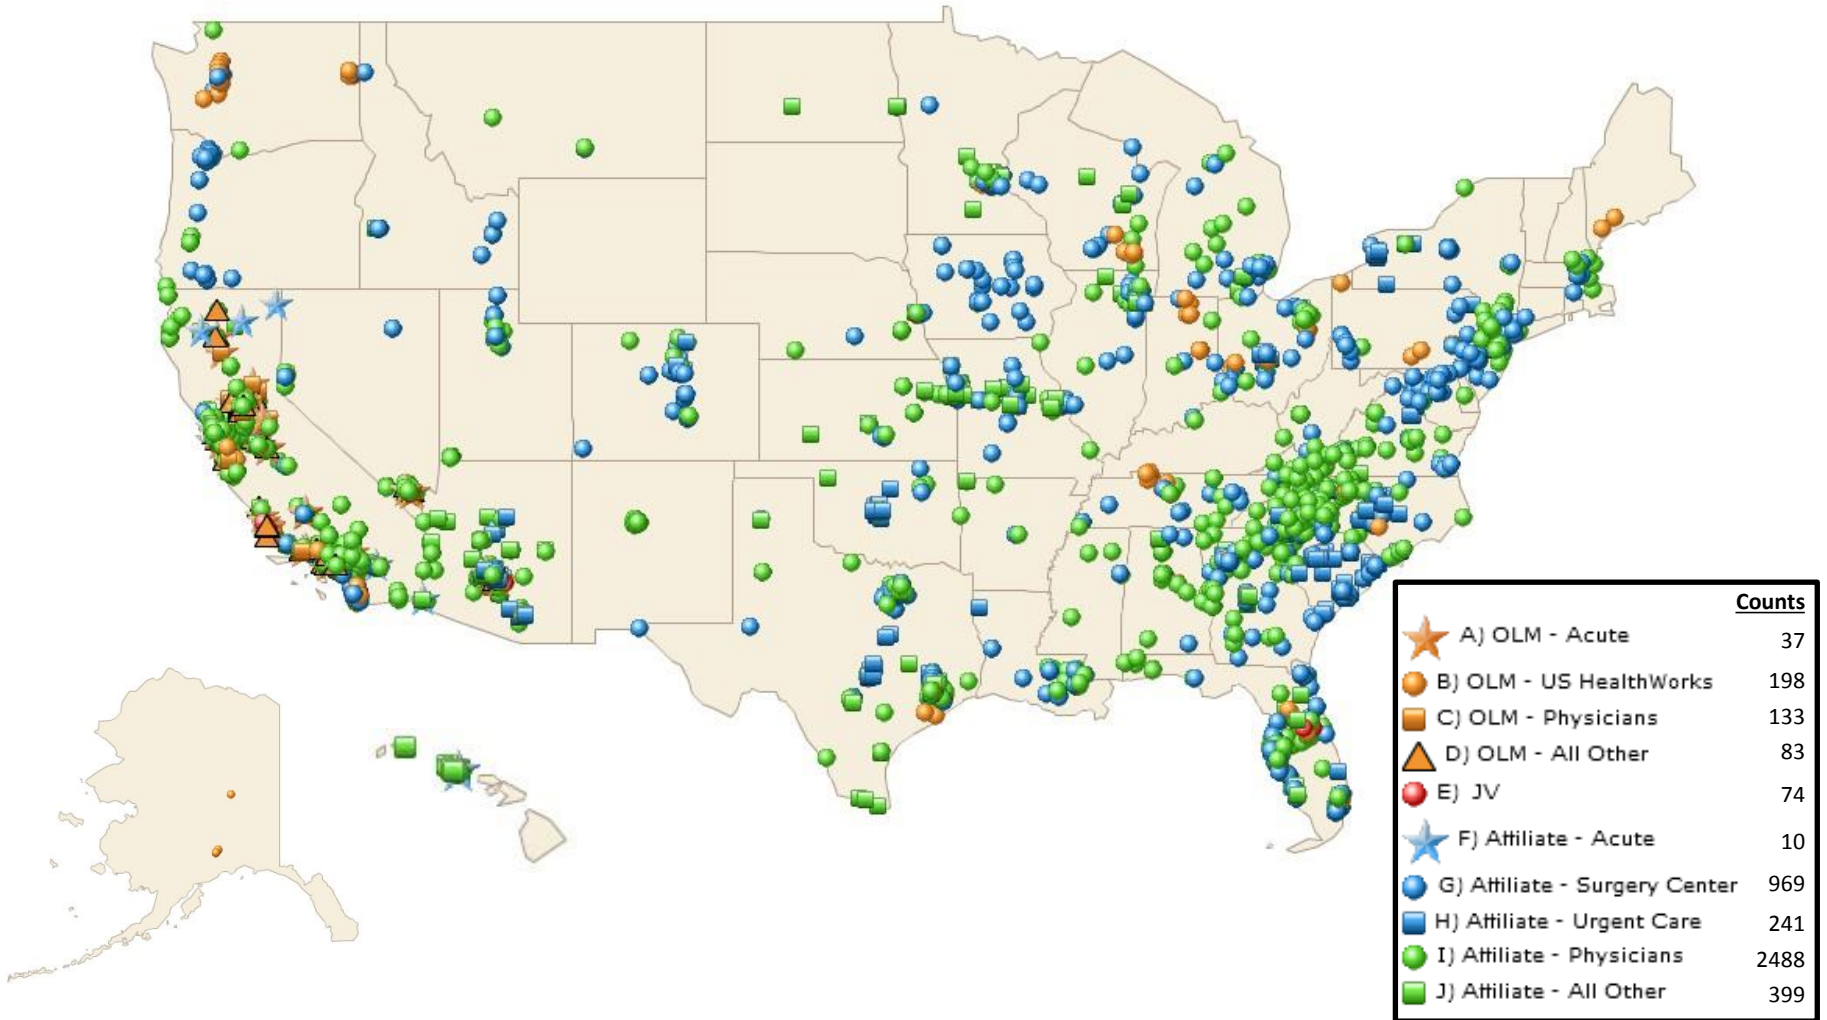 Counts
A) OLM - Acute 37
B) OLM - US HealthWorks 198
C) OLM - Physicians 133
D) OLM - All Other 83
E) JV 74
F) Affiliate - Acute 10
G) Affiliate - Surgery Center 969
H) Affiliate - Urgent Care 241
I) Affiliate - Physicians 2488
J) Affiliate - All Other 399